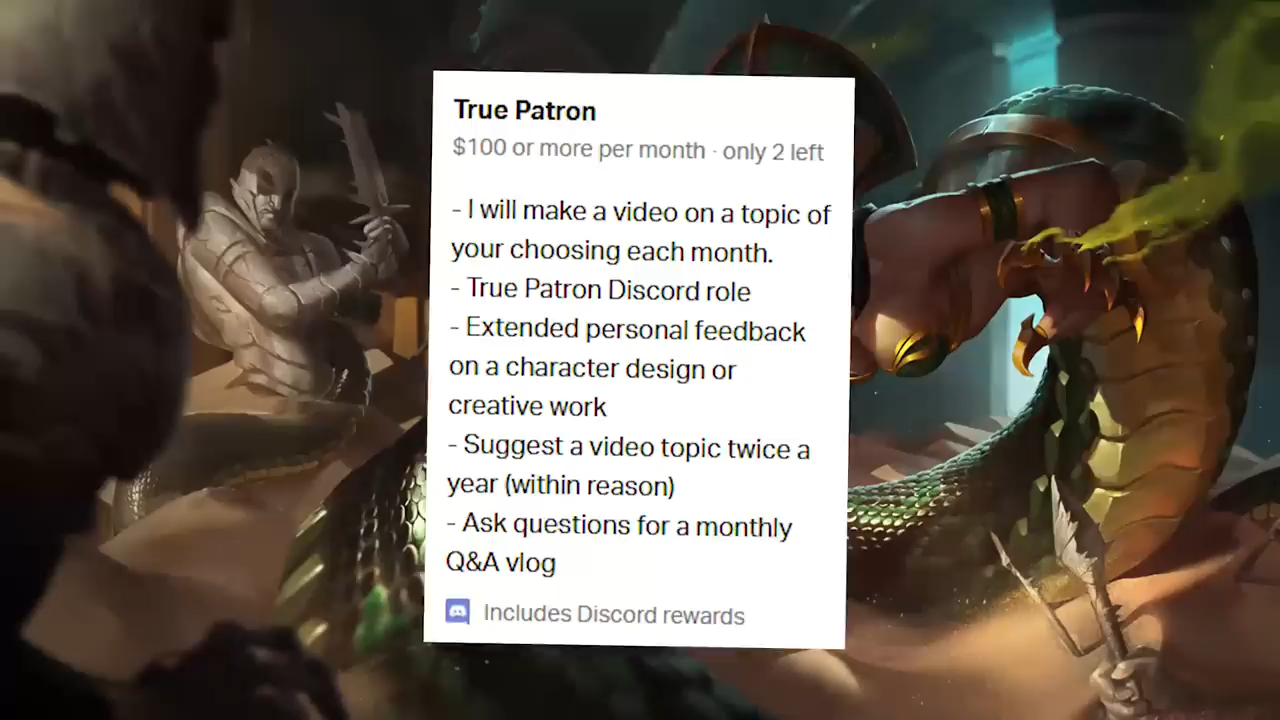 True Patron
$100 or more per month · only 2 left
- I will make a video on a topic of
your choosing each month.
- True Patron Discord role
- Extended personal feedback
on a character design or
creative work
- Suggest a video topic twice a
year (within reason)
- Ask questions for a monthly
Q&A vlog
Includes Discord rewards